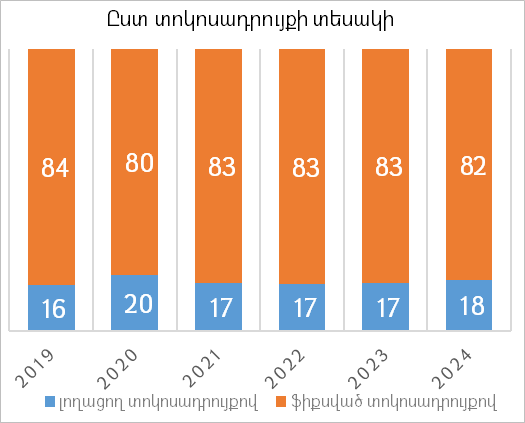 Ըստ տոկոսադրույքի տեսակի
84 80 83 83 83 82
16 20 17 17 17 18
2019 2020 2021 2022 2023 2024
լողացող տոկոսադրույքով ֆիքսված տոկոսադրույքով